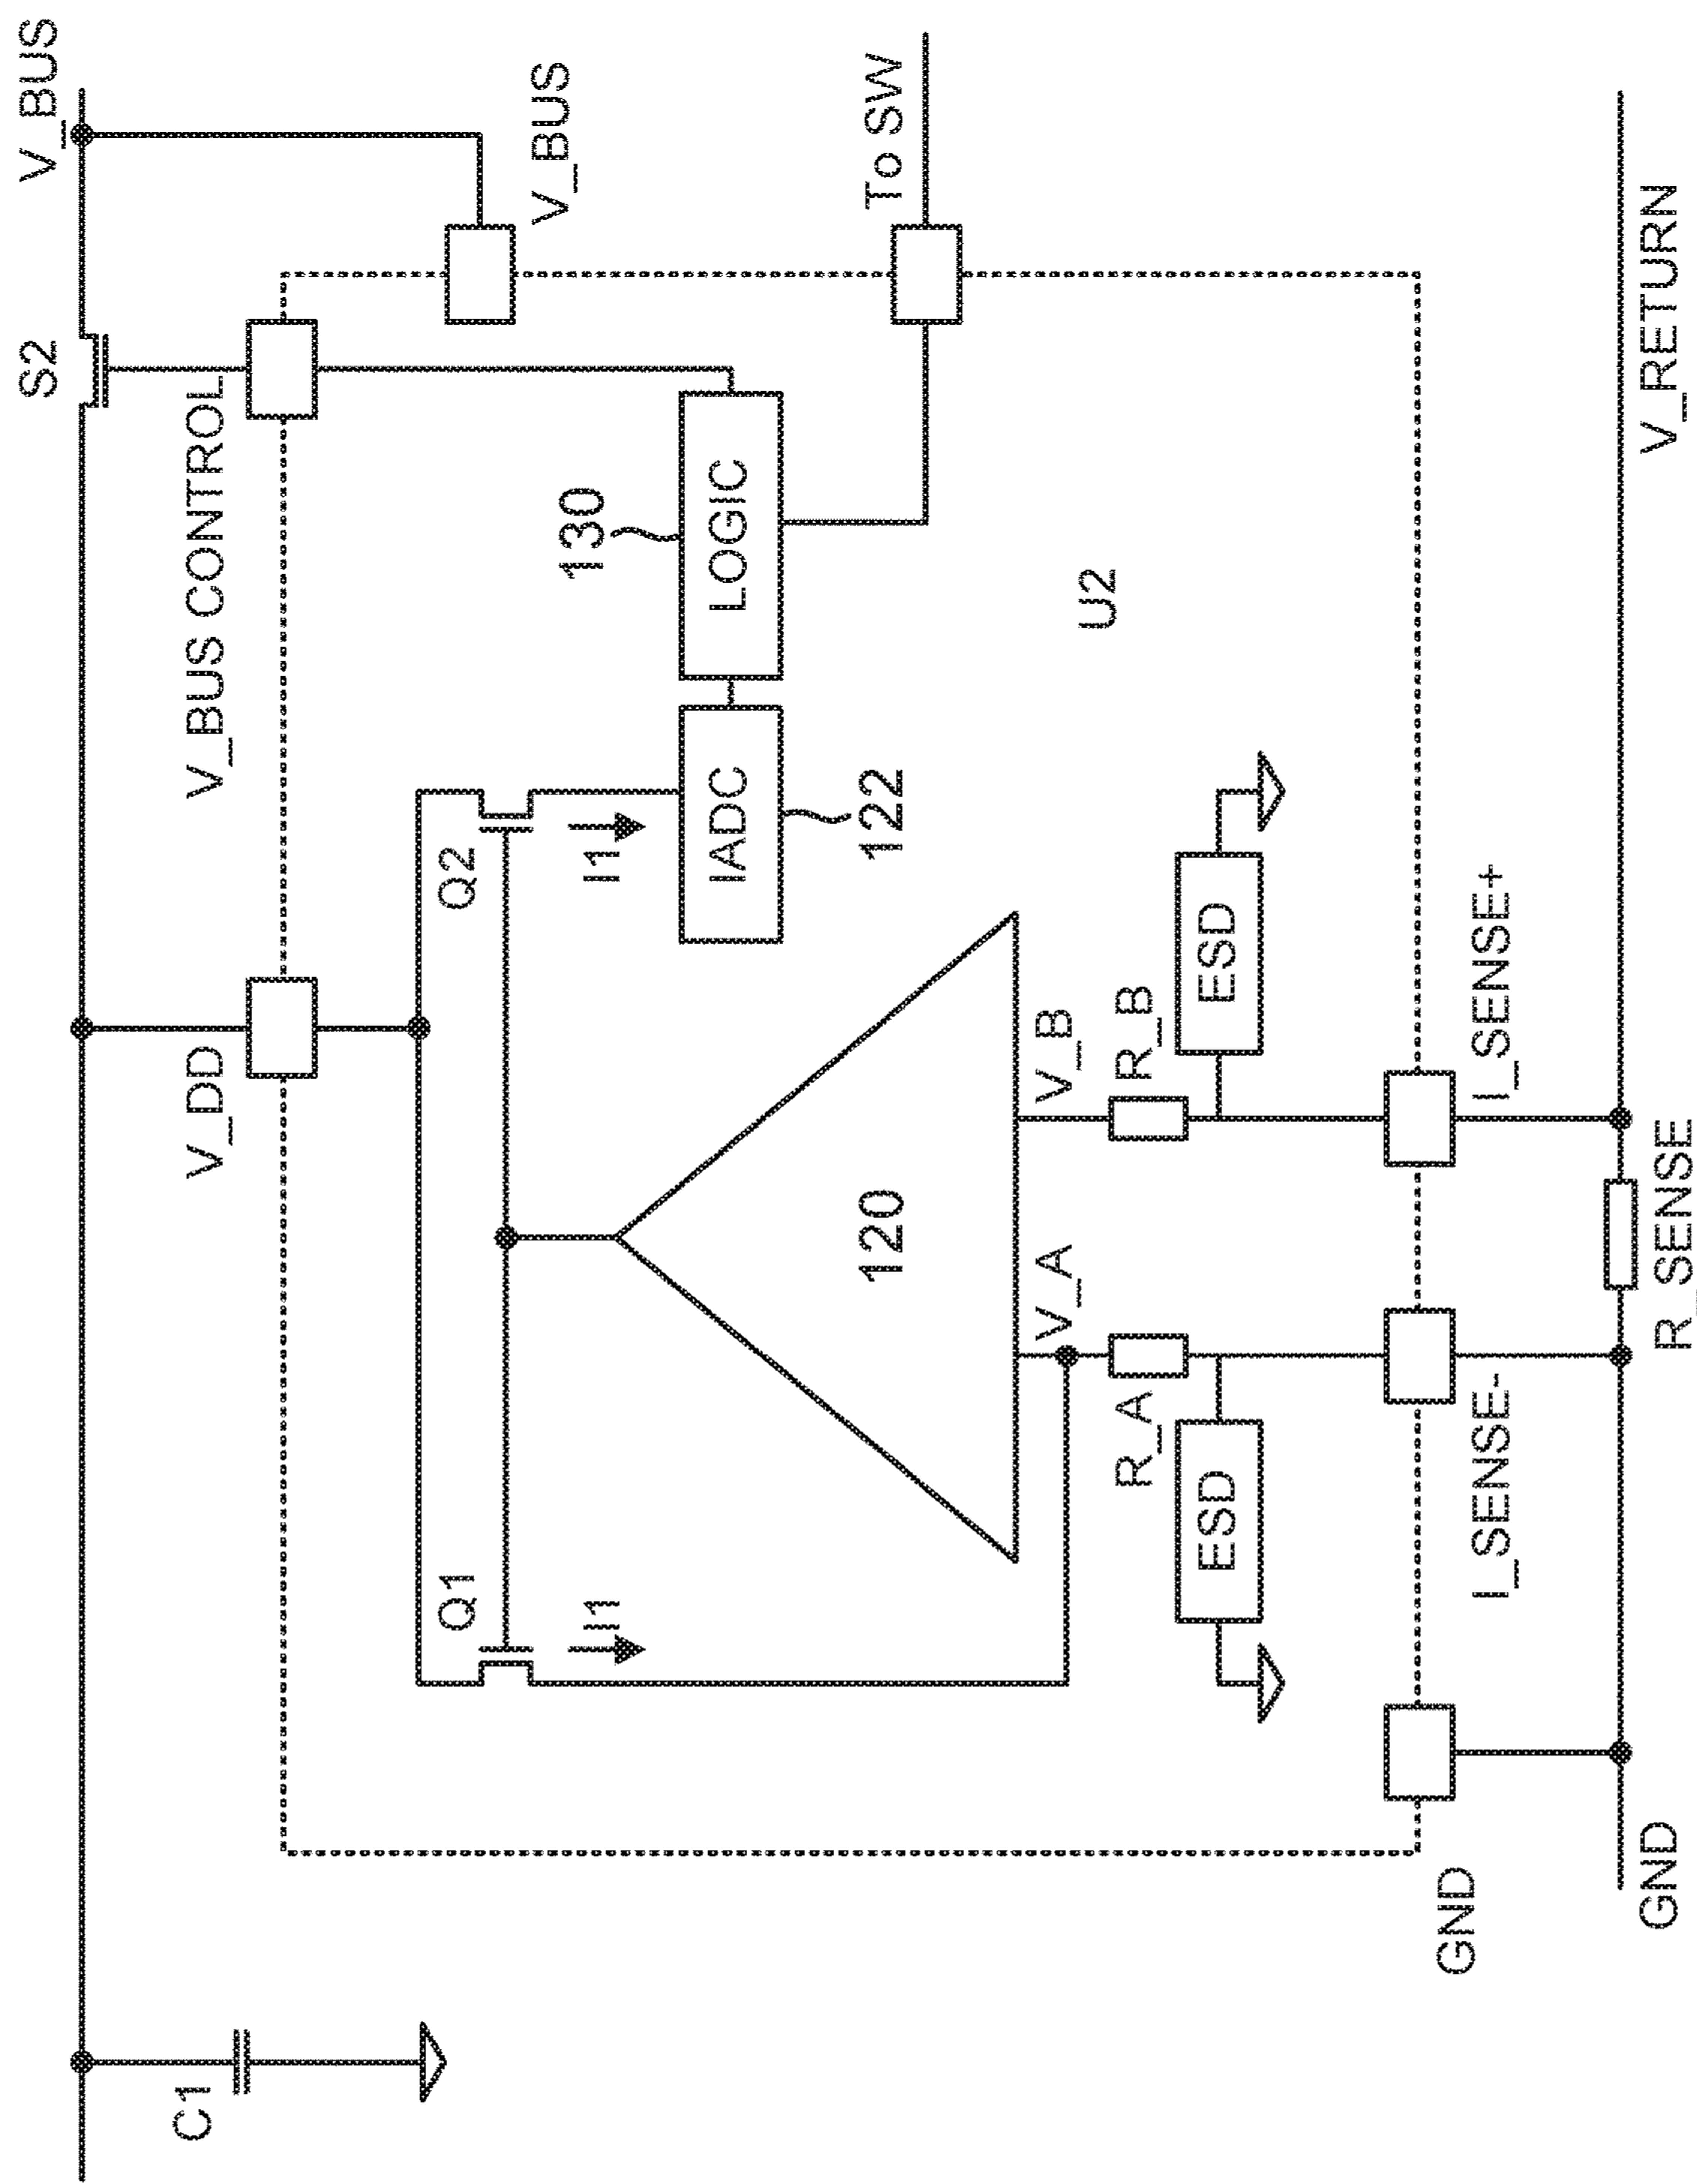 V_BUS
S2
V_BUS
V_BUS CONTROL
V_DD
C1
To SW
130
LOGIC
IADC
122
Q2
I1
Q1
I1
U2
120
V_A
V_B
R_A
R_B
ESD
ESD
I_SENSE-
I_SENSE+
GND
GND
R_SENSE
V_RETURN